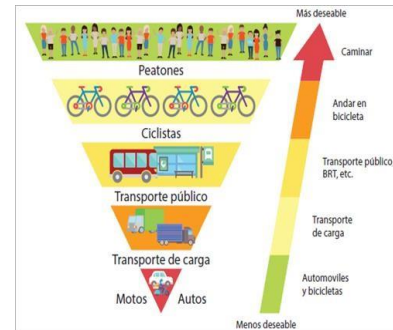 Peatones
Ciclistas
Transporte público
Transporte de carga
Motos Autos
Más deseable
Caminar
Andar en
bicicleta
Transporte público,
BRT, etc.
Transporte
de carga
Automoviles
y bicicletas
Menos deseable